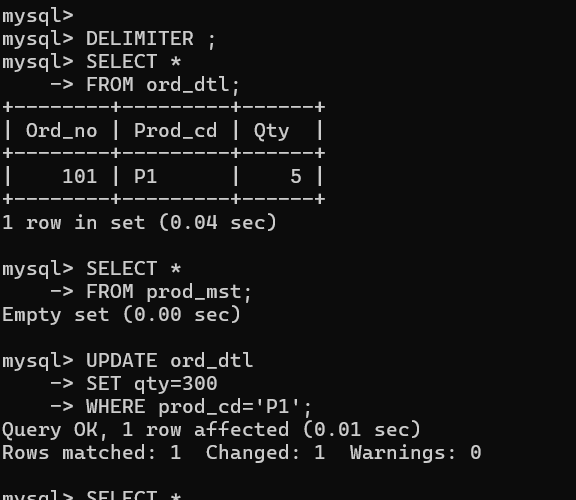 mysql>
mysql> DELIMITER ;
mysql> SELECT *
    -> FROM ord_dtl;
+--------+---------+------+
| Ord_no | Prod_cd | Qty  |
+--------+---------+------+
|    101 | P1      |    5 |
+--------+---------+------+
1 row in set (0.04 sec)

mysql> SELECT *
    -> FROM prod_mst;
Empty set (0.00 sec)

mysql> UPDATE ord_dtl
    -> SET qty=300
    -> WHERE prod_cd='P1';
Query OK, 1 row affected (0.01 sec)
Rows matched: 1  Changed: 1  Warnings: 0

mysql> SELECT *